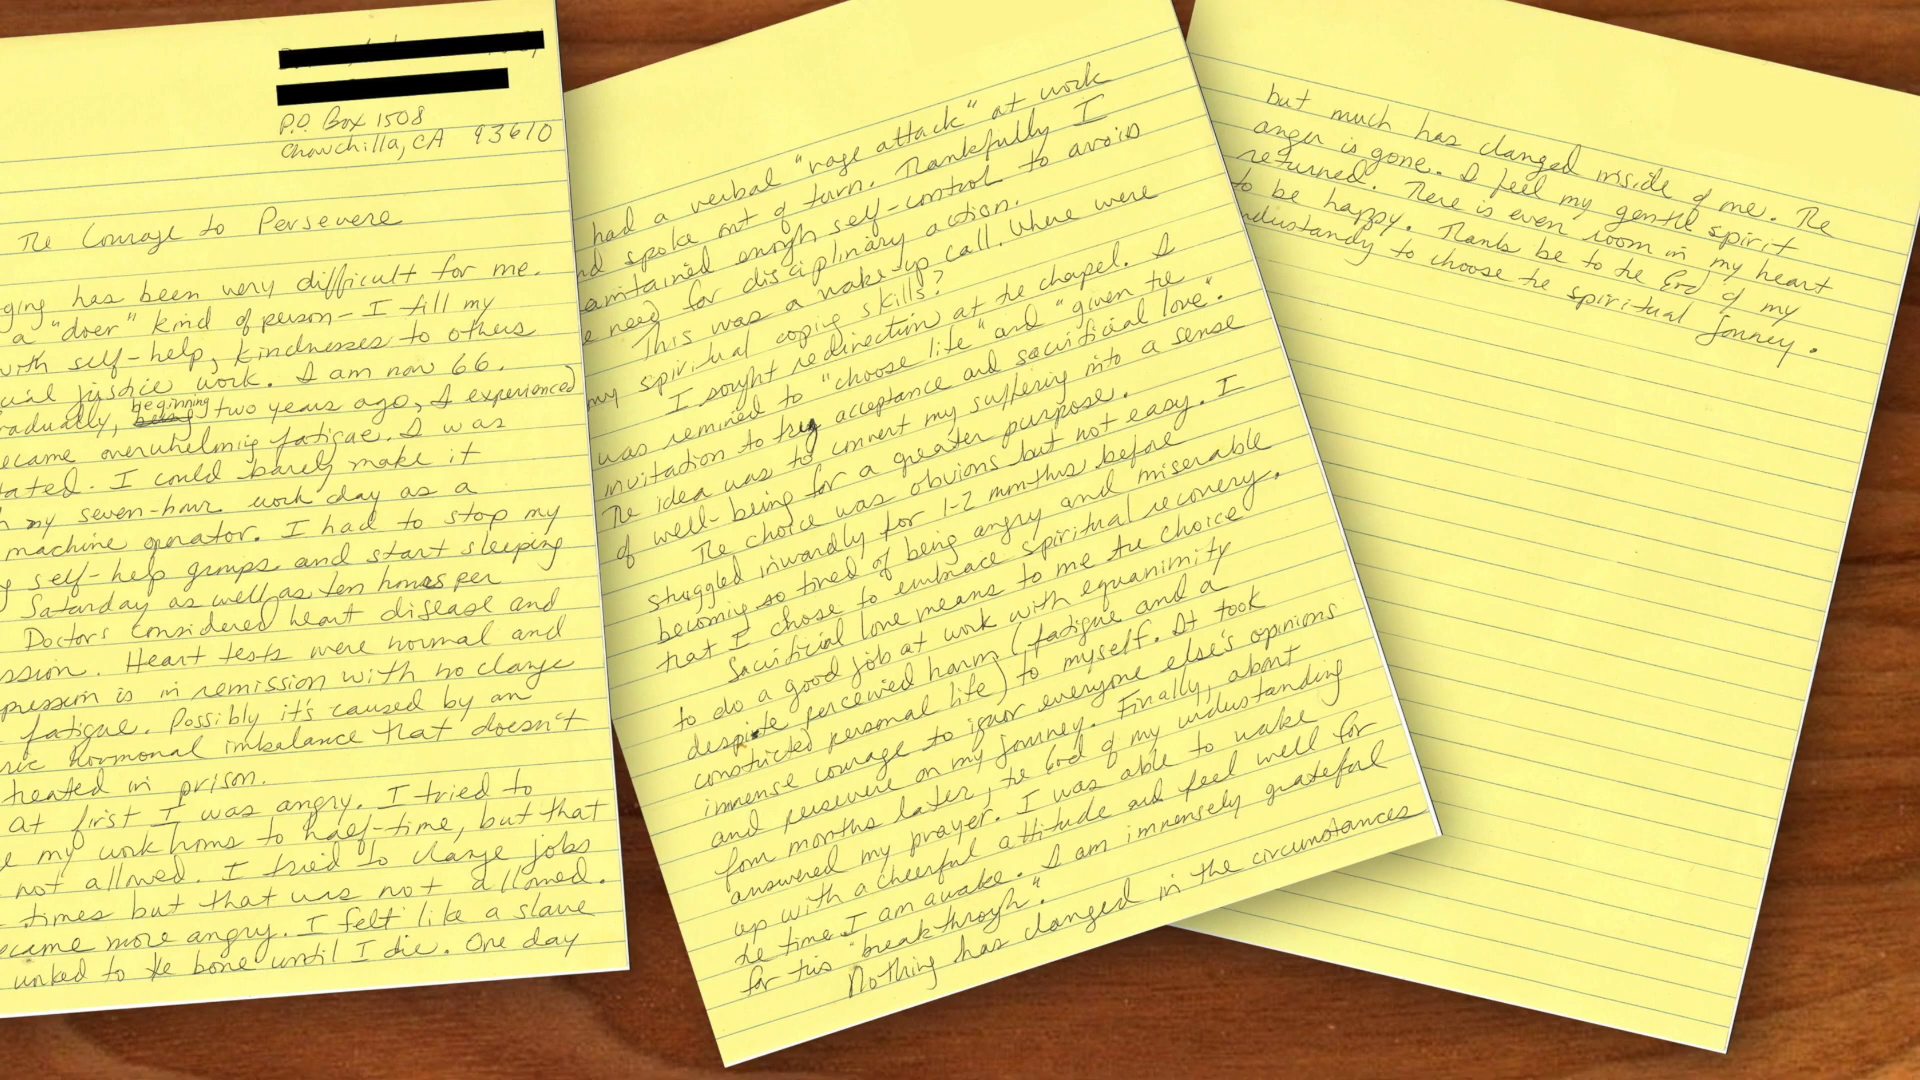 P.O. Box 1508
Chowchilla, CA 93610
The Courage to Persevere
ging has been very difficult for me.
a "doer" kind of person - I fill my
with self-help, kindnesses to others
ial justice work. I am now 66.
radually, beginning two years ago, I experienced
ecame overwhelming fatigue. I was
tated. I could barely make it
h my seven-hour work day as a
machine operator. I had to stop my
g self-help groups and start sleeping
Saturday as well as ten hours per
Doctors considered heart disease and
ssion. Heart tests were normal and
pression is in remission with no change
fatigue. Possibly it's caused by an
ric hormonal imbalance that doesn't
treated in prison.
At first I was angry. I tried to
e my work hours to half-time, but that
not allowed. I tried to change jobs
times but that was not allowed.
ecame more angry. I felt like a slave
unked to the bone until I die. One day
had a verbal "rage attack" at work
nd spoke out of turn. Thankfully I
aintained enough self-control to avoid
e need for disciplinary action.
This was a wake up call. Where were
my spiritual coping skills?
I sought redirection at the chapel. I
was reminded to "choose life" and "given the
invitation to try acceptance and sacrificial love".
The idea was to convert my suffering into a sense
of well-being for a greater purpose.
The choice was obvious but not easy. I
struggled inwardly for 1-2 months before
becoming so tired of being angry and miserable
that I chose to embrace spiritual recovery.
Sacrificial love means to me the choice
to do a good job at work with equanimity
despite perceived harm (fatigue and a
constricted personal life) to myself. It took
immense courage to ignor everyone else's opinions
and persevere on my journey. Finally, about
four months later, the God of my industanding
answered my prayer. I was able to wake
up with a cheerful attitude and feel well for
the time I am awake. I am immensely grateful
for this "breakthrough."
Nothing has changed in the circumstances
but much has changed inside of me. The
anger is gone. I feel my gentle spirit
returned. There is even room in my heart
to be happy. Thanks be to the God of my
industandg to choose the spiritual Jonney.